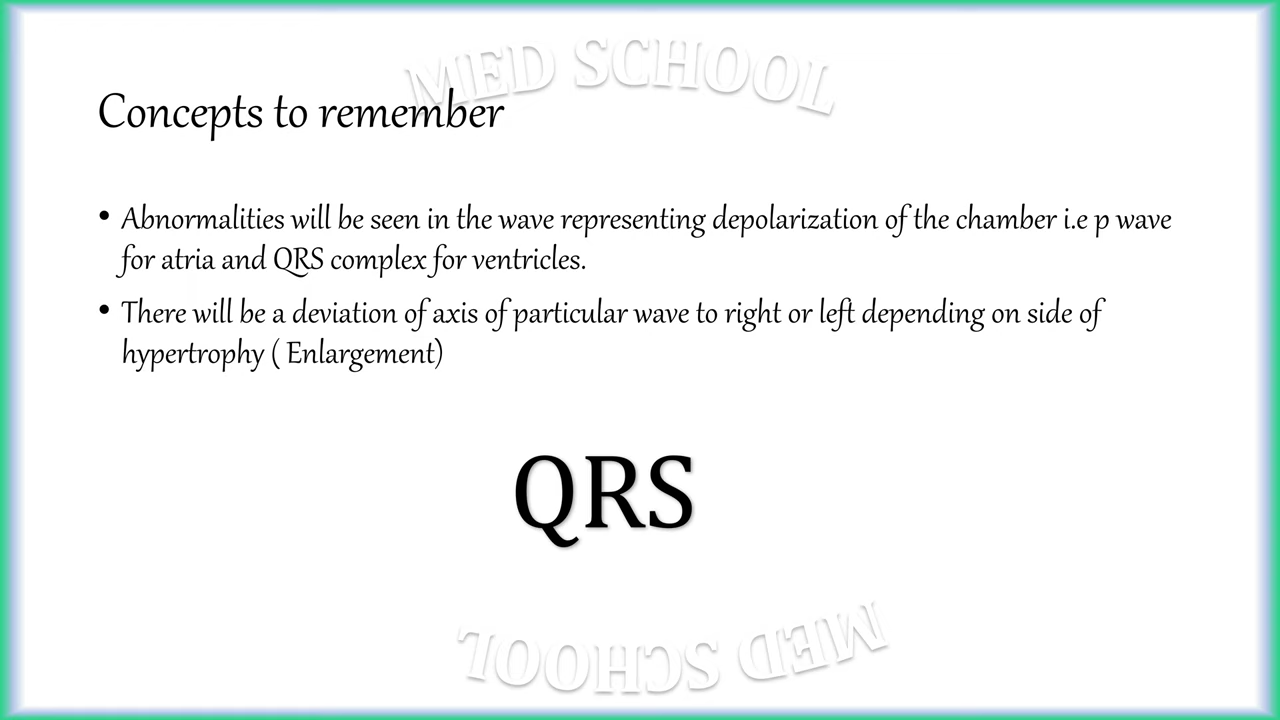 MED SCHOOL
Concepts to remember
• Abnormalities will be seen in the wave representing depolarization of the chamber i.e p wave
for atria and QRS complex for ventricles.
• There will be a deviation of axis of particular wave to right or left depending on side of
hypertrophy ( Enlargement)
QRS
MED SCHOOL